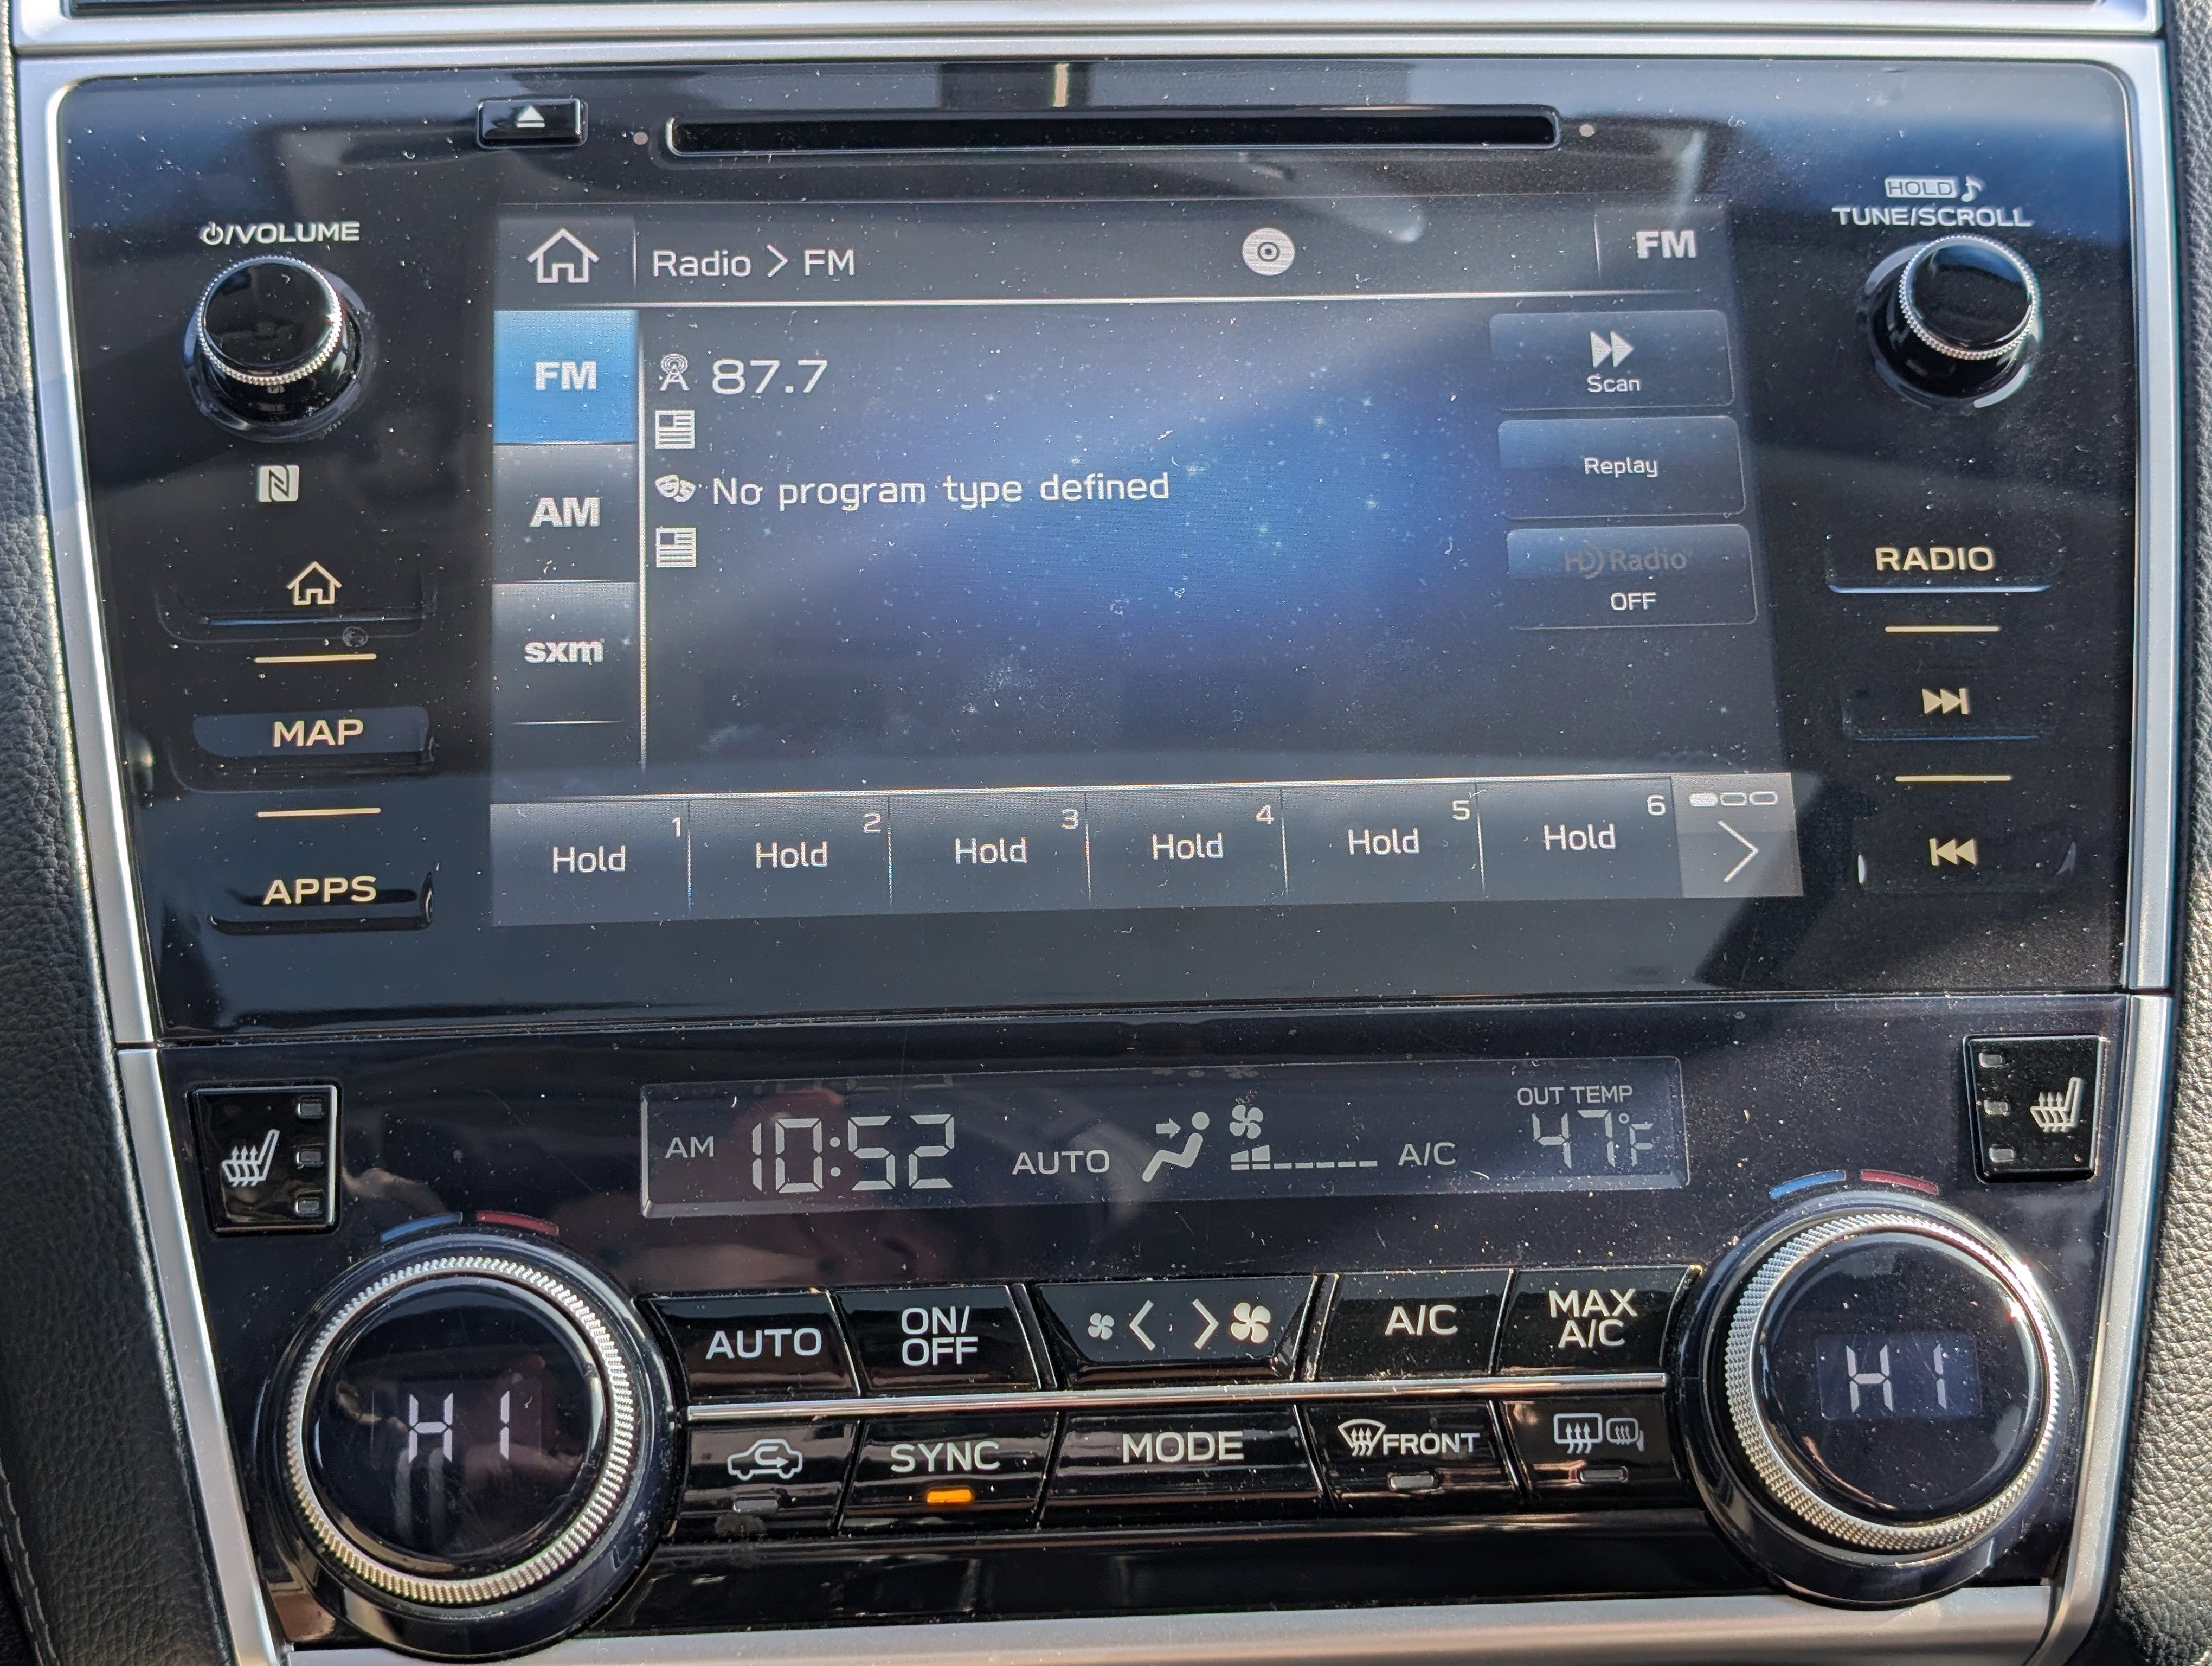 HOLD
/VOLUME
TUNE/SCROLL
Radio > FM
FM
FM
87.7
Scan
AM
No program type defined
Replay
HD Radio
OFF
RADIO
sxm
MAP
APPS
1 2 3 4 5 6
Hold Hold Hold Hold Hold Hold
OUT TEMP
AM 10:52 AUTO A/C 47°F
AUTO
ON/
OFF
A/C
MAX
A/C
HI
HI
SYNC
MODE
FRONT